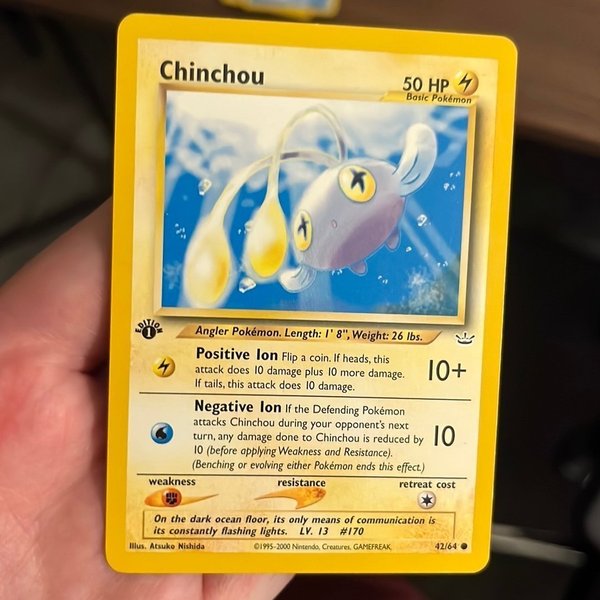 Chinchou
50 HP
Basic Pokémon
EDITION
1
Angler Pokémon. Length: 1' 8", Weight: 26 lbs.
Positive Ion Flip a coin. If heads, this
attack does 10 damage plus 10 more damage.
If tails, this attack does 10 damage.
10+
Negative Ion If the Defending Pokémon
attacks Chinchou during your opponent's next
turn, any damage done to Chinchou is reduced by
10 (before applying Weakness and Resistance).
(Benching or evolving either Pokémon ends this effect.)
10
weakness resistance retreat cost
On the dark ocean floor, its only means of communication is
its constantly flashing lights. LV. 13 #170
Illus. Atsuko Nishida ©1995-2000 Nintendo, Creatures, GAMEFREAK. 42/64